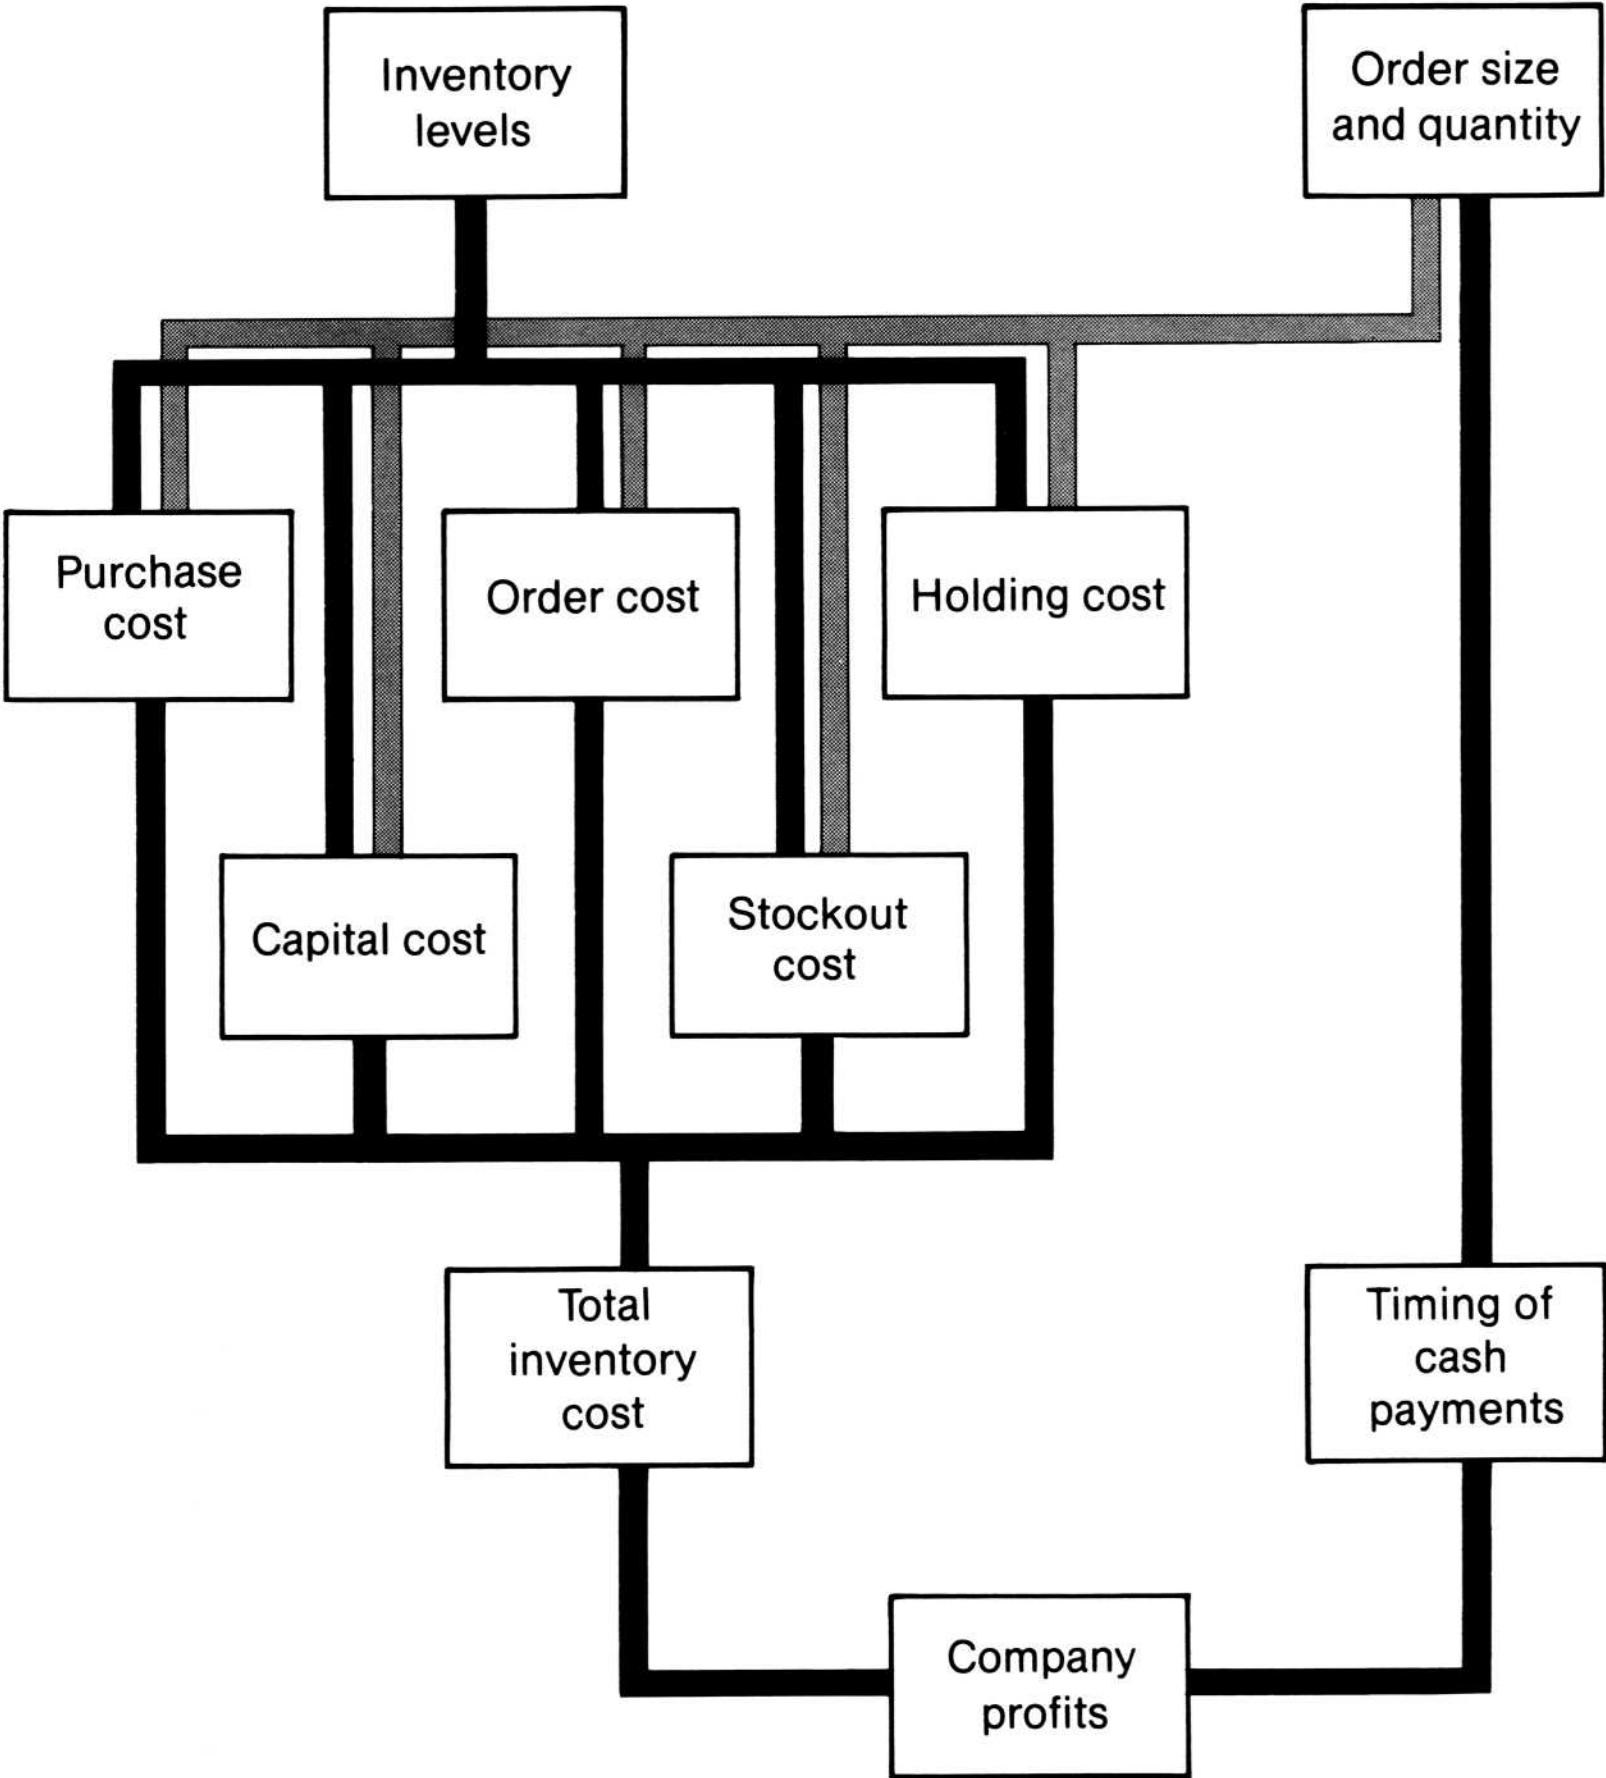 Inventory
levels
Order size
and quantity
Purchase
cost
Order cost
Holding cost
Capital cost
Stockout
cost
Total
inventory
cost
Timing of
cash
payments
Company
profits